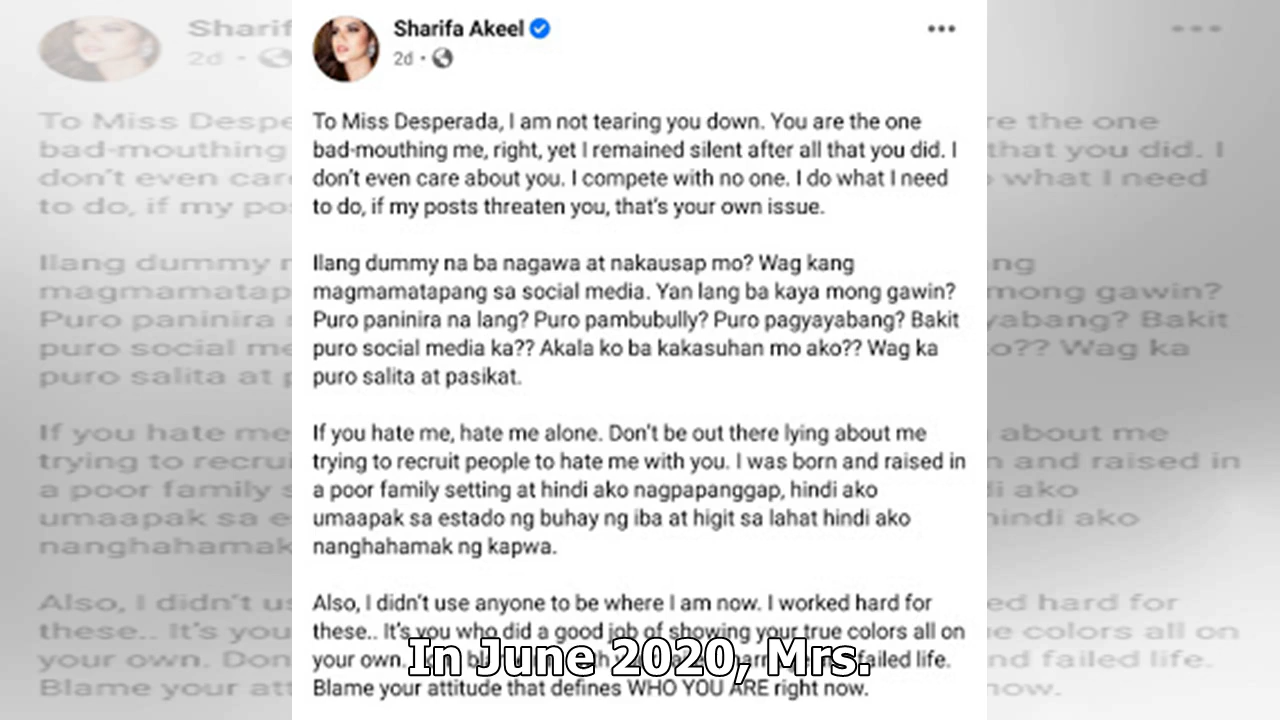 Sharifa Akeel
2d
To Miss Desperada, I am not tearing you down. You are the one
bad-mouthing me, right, yet I remained silent after all that you did. I
don't even care about you. I compete with no one. I do what I need
to do, if my posts threaten you, that's your own issue.
Ilang dummy na ba nagawa at nakausap mo? Wag kang
magmamatapang sa social media. Yan lang ba kaya mong gawin?
Puro paninira na lang? Puro pambubully? Puro pagyayabang? Bakit
puro social media ka?? Akala ko ba kakasuhan mo ako?? Wag ka
puro salita at pasikat.
If you hate me, hate me alone. Don't be out there lying about me
trying to recruit people to hate me with you. I was born and raised in
a poor family setting at hindi ako nagpapanggap, hindi ako
umaapak sa estado ng buhay ng iba at higit sa lahat hindi ako
nanghahamak ng kapwa.
Also, I didn't use anyone to be where I am now. I worked hard for
these.. It's you who did a good job of showing your true colors all on
your own. failed life.
Blame your attitude that defines WHO YOU ARE right now.
In June 2020, Mrs.